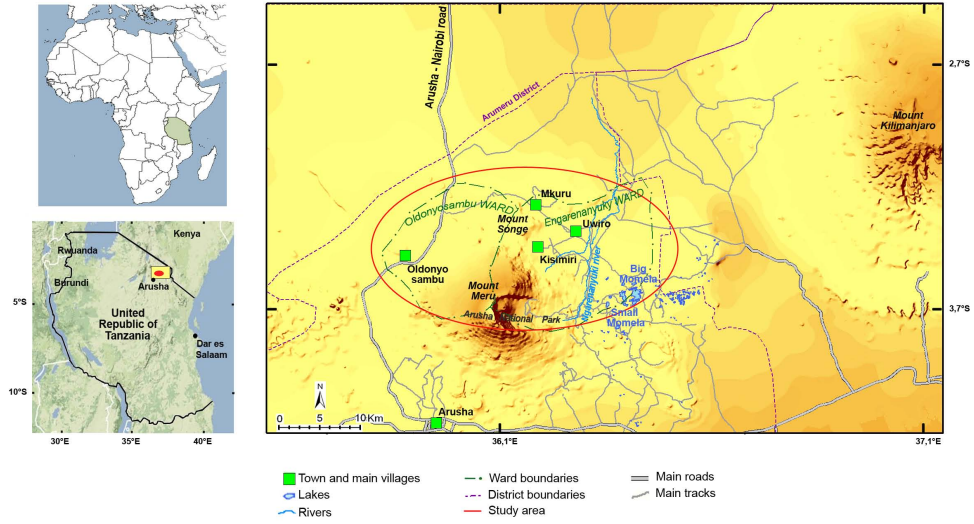 Arusha - Nairobi road
2,7°S
Arumeru District
Mount
Kilimanjaro
Oldonyosambu WARD
Mkuru
Engarenanyuky WARD
Mount
Songe
Uwiro
Kisimiri
Oldonyo
sambu
Big
Momela
Mount
Meru
Ngarenanyuki river
Small
Momela
Arusha National Park
3,7°S
N
0 5 10 Km
Arusha
36,1°E
37,1°E
Kenya
Rwanda
Burundi
Arusha
United
Republic of
Tanzania
Dar es
Salaam
5°S
10°S
30°E 35°E 40°E
Town and main villages
Lakes
Rivers
Ward boundaries
District boundaries
Study area
Main roads
Main tracks